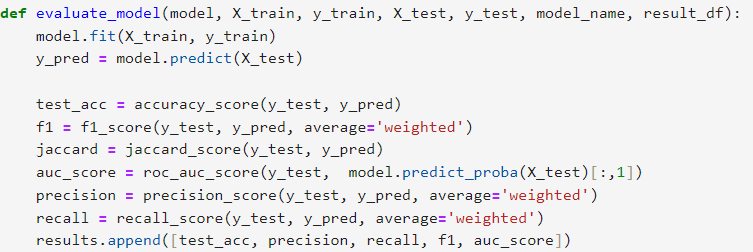 def evaluate_model(model, X_train, y_train, X_test, y_test, model_name, result_df):
    model.fit(X_train, y_train)
    y_pred = model.predict(X_test)

    test_acc = accuracy_score(y_test, y_pred)
    f1 = f1_score(y_test, y_pred, average='weighted')
    jaccard = jaccard_score(y_test, y_pred)
    auc_score = roc_auc_score(y_test,  model.predict_proba(X_test)[:,1])
    precision = precision_score(y_test, y_pred, average='weighted')
    recall = recall_score(y_test, y_pred, average='weighted')
    results.append([test_acc, precision, recall, f1, auc_score])